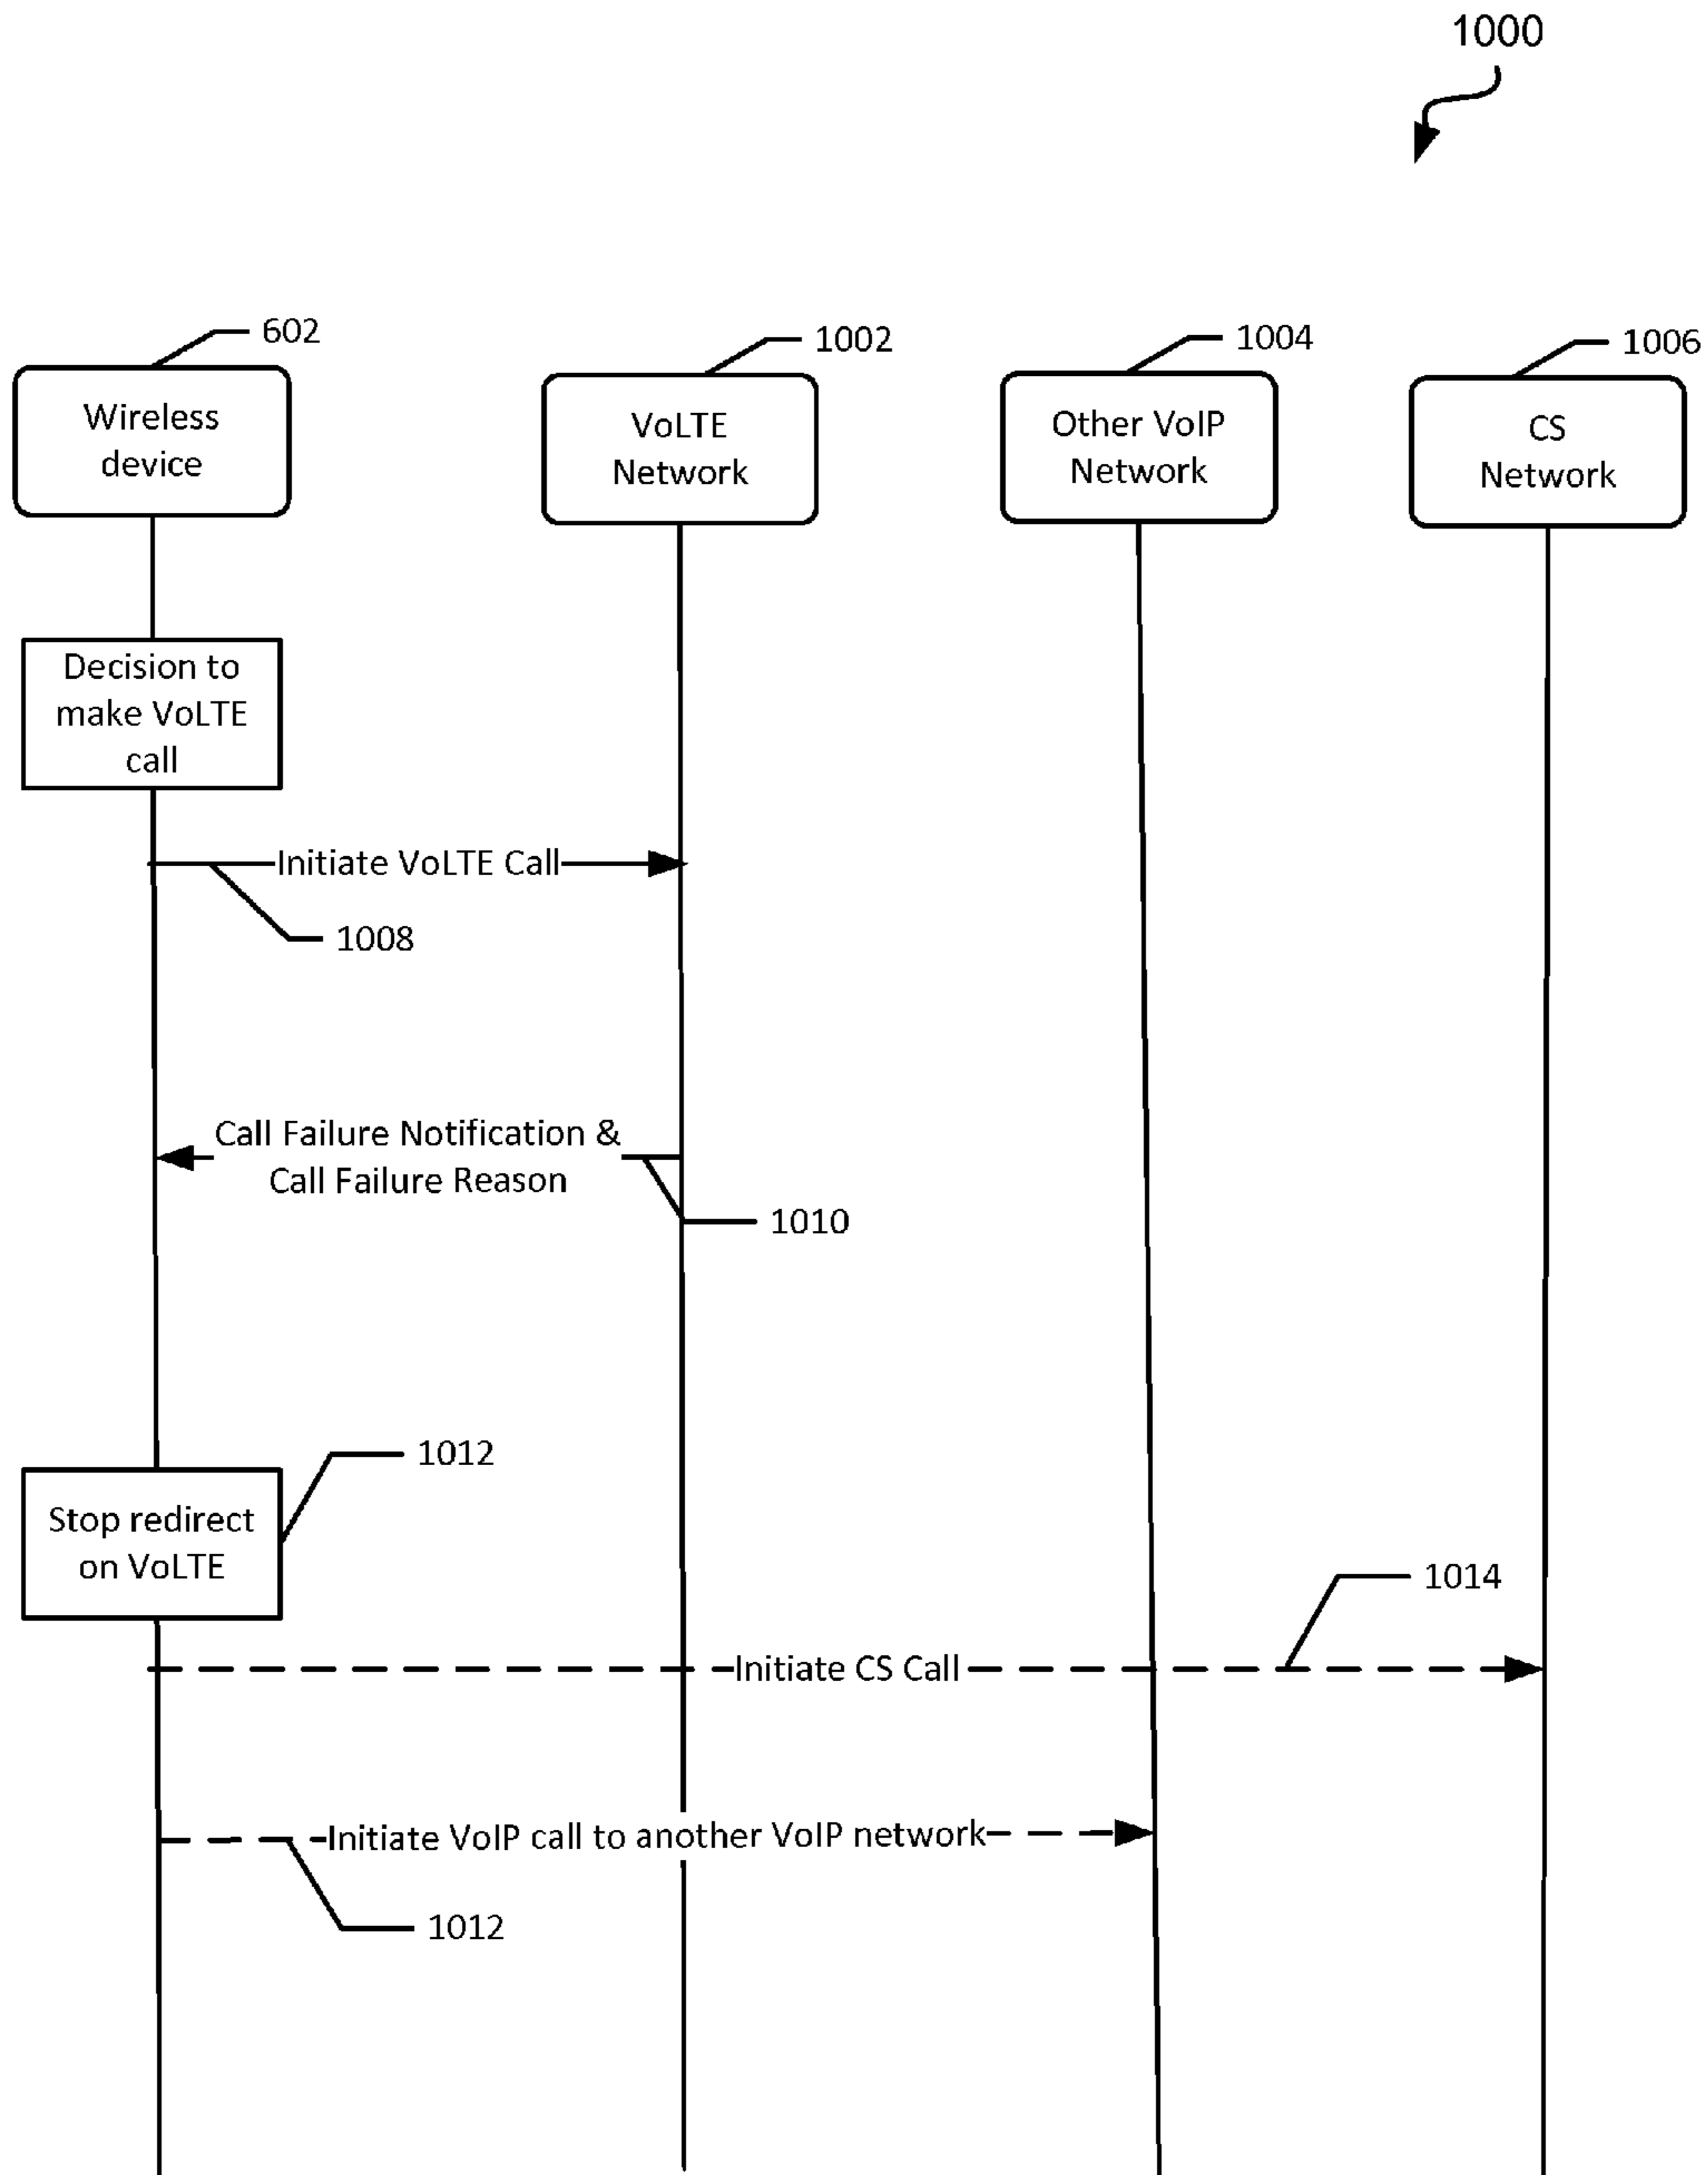 1000
602
1002
1004
1006
Wireless
device
VoLTE
Network
Other VoIP
Network
CS
Network
Decision to
make VoLTE
call
Initiate VoLTE Call
1008
Call Failure Notification &
Call Failure Reason
1010
1012
Stop redirect
on VoLTE
1014
Initiate CS Call
Initiate VoIP call to another VoIP network
1012